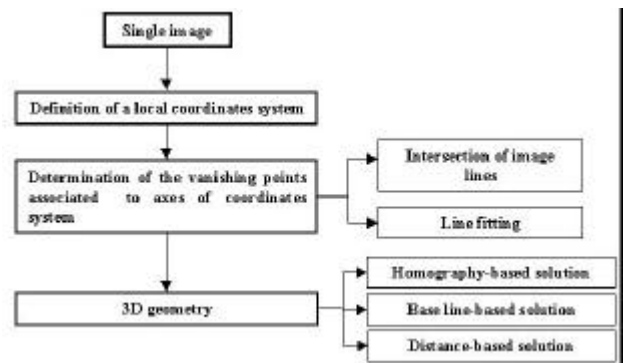 Single image
Definition of a local coordinates system
Determination of the vanishing points
associated to axes of coordinates
system
Intersection of image
lines
Line fitting
3D geometry
Homography-based solution
Base line-based solution
Distance-based solution